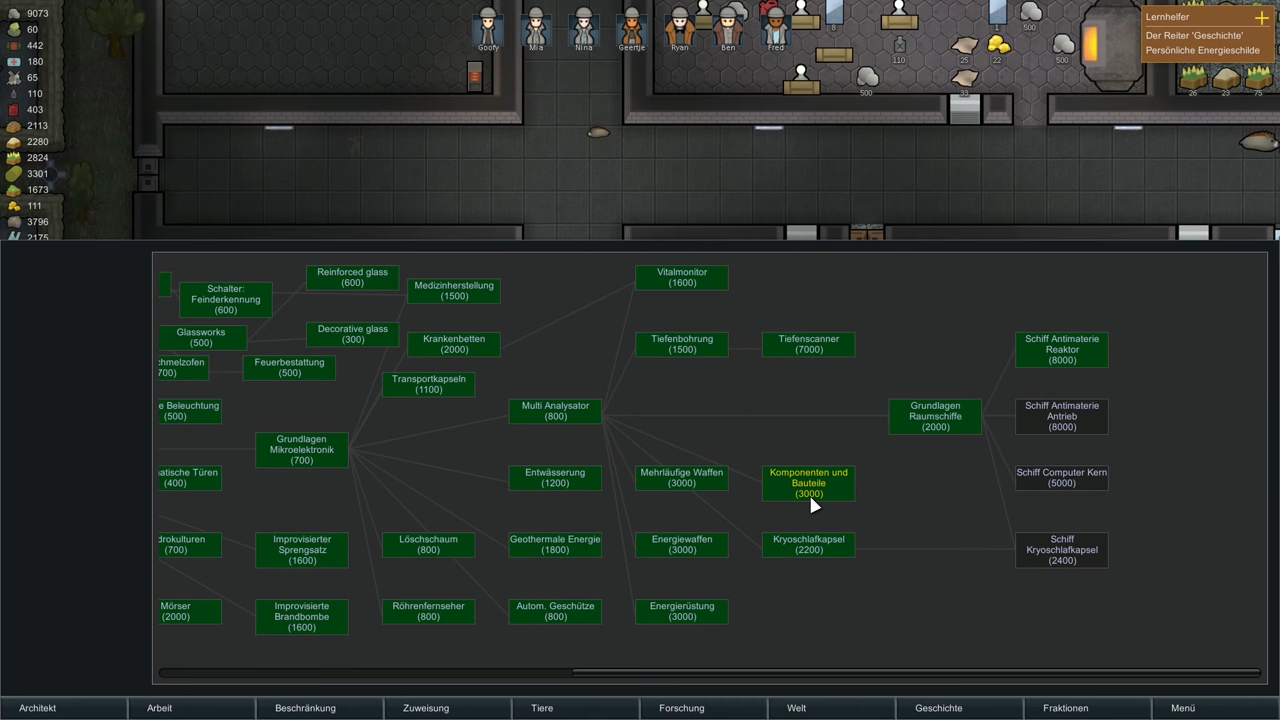 9073
60
442
180
65
110
403
2113
2280
2824
3301
1673
111
3796
2175
Goofy
Mia
Nina
Geertje
Ryan
Ben
Fred
8
110
500
25
22
33
1
500
500
26
23
75
Lernhelfer
Der Reiter 'Geschichte'
Persönliche Energieschilde
Schalter:
Feinderkennung
(600)
Reinforced glass
(600)
Medizinherstellung
(1500)
Vitalmonitor
(1600)
Glassworks
(500)
Decorative glass
(300)
Krankenbetten
(2000)
Tiefenbohrung
(1500)
Tiefenscanner
(7000)
Schiff Antimaterie
Reaktor
(8000)
chmelzofen
700)
Feuerbestattung
(500)
Transportkapseln
(1100)
e Beleuchtung
(500)
Multi Analysator
(800)
Grundlagen
Raumschiffe
(2000)
Schiff Antimaterie
Antrieb
(8000)
Grundlagen
Mikroelektronik
(700)
atische Türen
(400)
Entwässerung
(1200)
Mehrläufige Waffen
(3000)
Komponenten und
Bauteile
(3000)
Schiff Computer Kern
(5000)
drokulturen
(700)
Improvisierter
Sprengsatz
(1600)
Löschschaum
(800)
Geothermale Energie
(1800)
Energiewaffen
(3000)
Kryoschlafkapsel
(2200)
Schiff
Kryoschlafkapsel
(2400)
Mörser
(2000)
Improvisierte
Brandbombe
(1600)
Röhrenfernseher
(800)
Autom. Geschütze
(800)
Energierüstung
(3000)
Architekt
Arbeit
Beschränkung
Zuweisung
Tiere
Forschung
Welt
Geschichte
Fraktionen
Menü